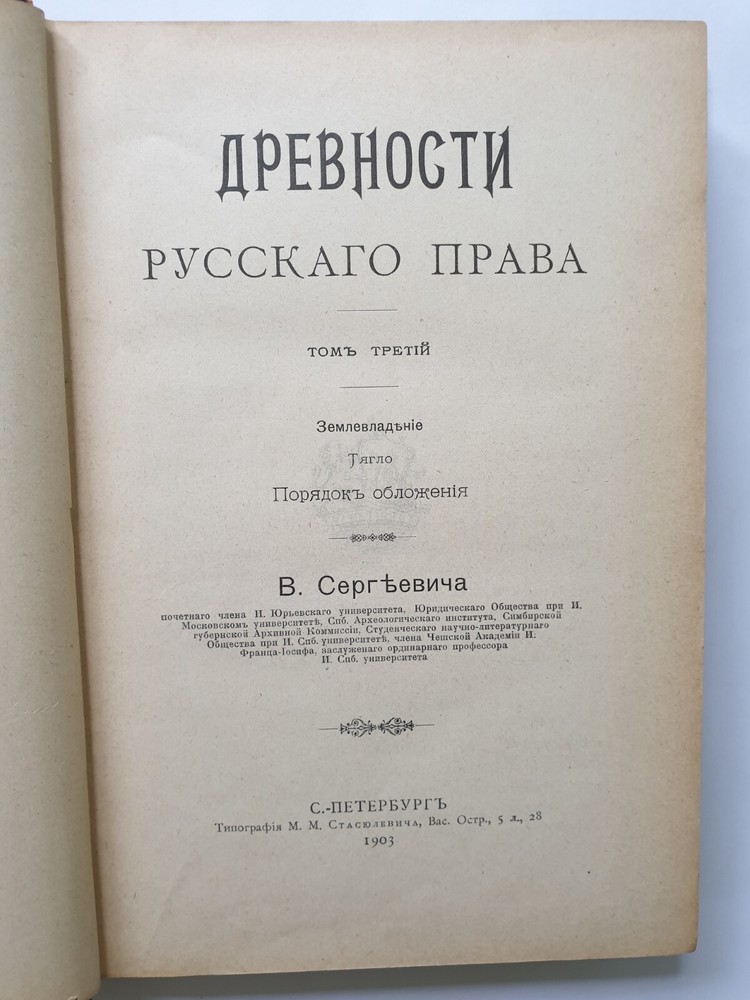 ДРЕВНОСТИ
РУССКАГО ПРАВА
ТОМЪ ТРЕТІЙ
Землевладѣніе
Тягло
Порядокъ обложенія
В. Сергѣевича
почетнаго члена И. Юрьевскаго университета, Юридическаго Общества при И.
Московскомъ университетѣ, Спб. Археологическаго института, Симбирской
губернской Архивной Коммиссіи, Студенческаго научно-литературнаго
Общества при И. Спб. университетѣ, члена Чешской Академіи И.
Франца-Іосифа, заслуженаго ординарнаго профессора
И. Спб. университета
С.-ПЕТЕРБУРГЪ
Типографія М. М. Стасюлевича, Вас. Остр., 5 л., 28
1903